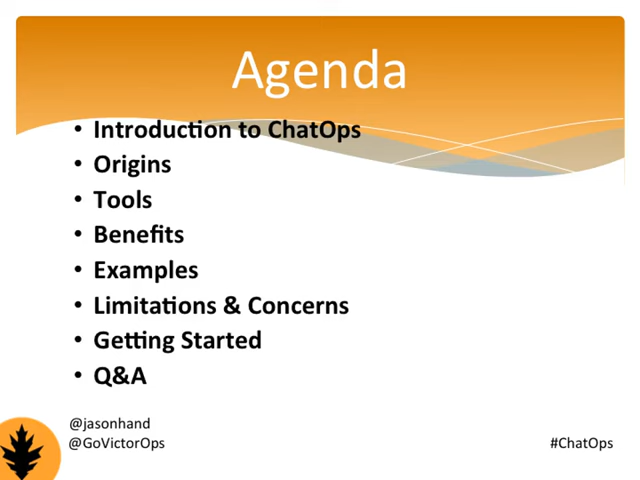 Agenda
• Introduction to ChatOps
• Origins
• Tools
• Benefits
• Examples
• Limitations & Concerns
• Getting Started
• Q&A
@jasonhand
@GoVictorOps
#ChatOps